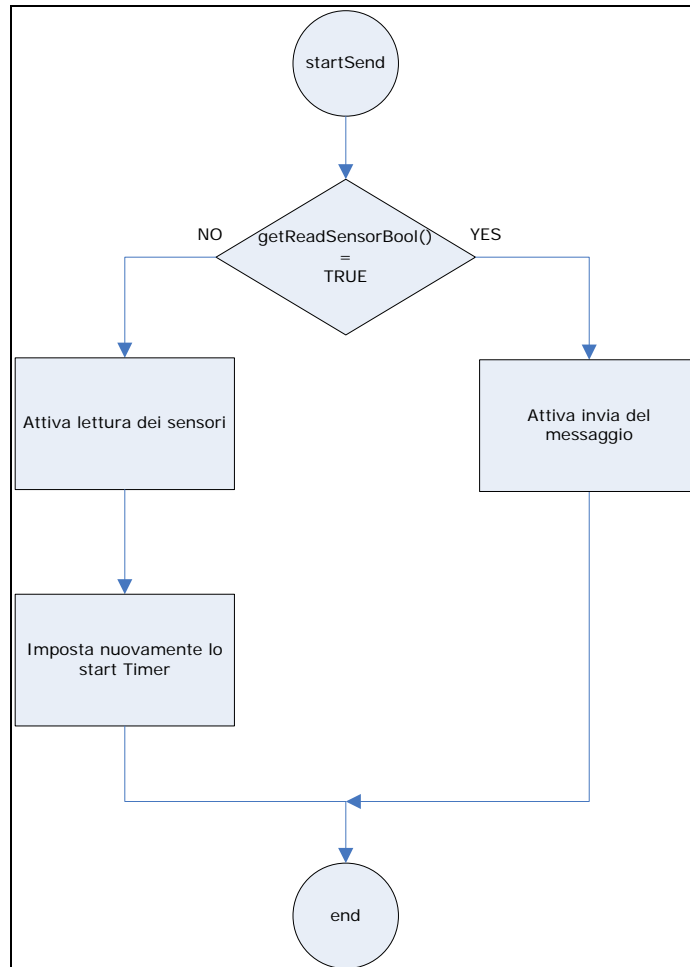 startSend
NO
getReadSensorBool()
=
TRUE
YES
Attiva lettura dei sensori
Attiva invia del
messaggio
Imposta nuovamente lo
start Timer
end